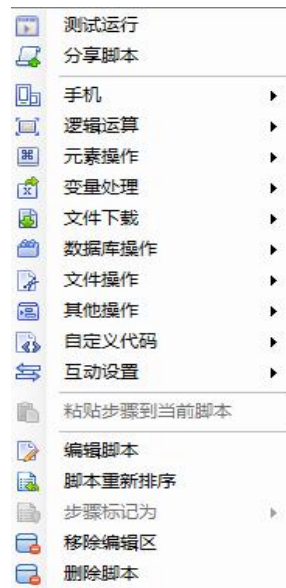 测试运行
分享脚本
手机
逻辑运算
元素操作
变量处理
文件下载
数据库操作
文件操作
其他操作
自定义代码
互动设置
粘贴步骤到当前脚本
编辑脚本
脚本重新排序
步骤标记为
移除编辑区
删除脚本